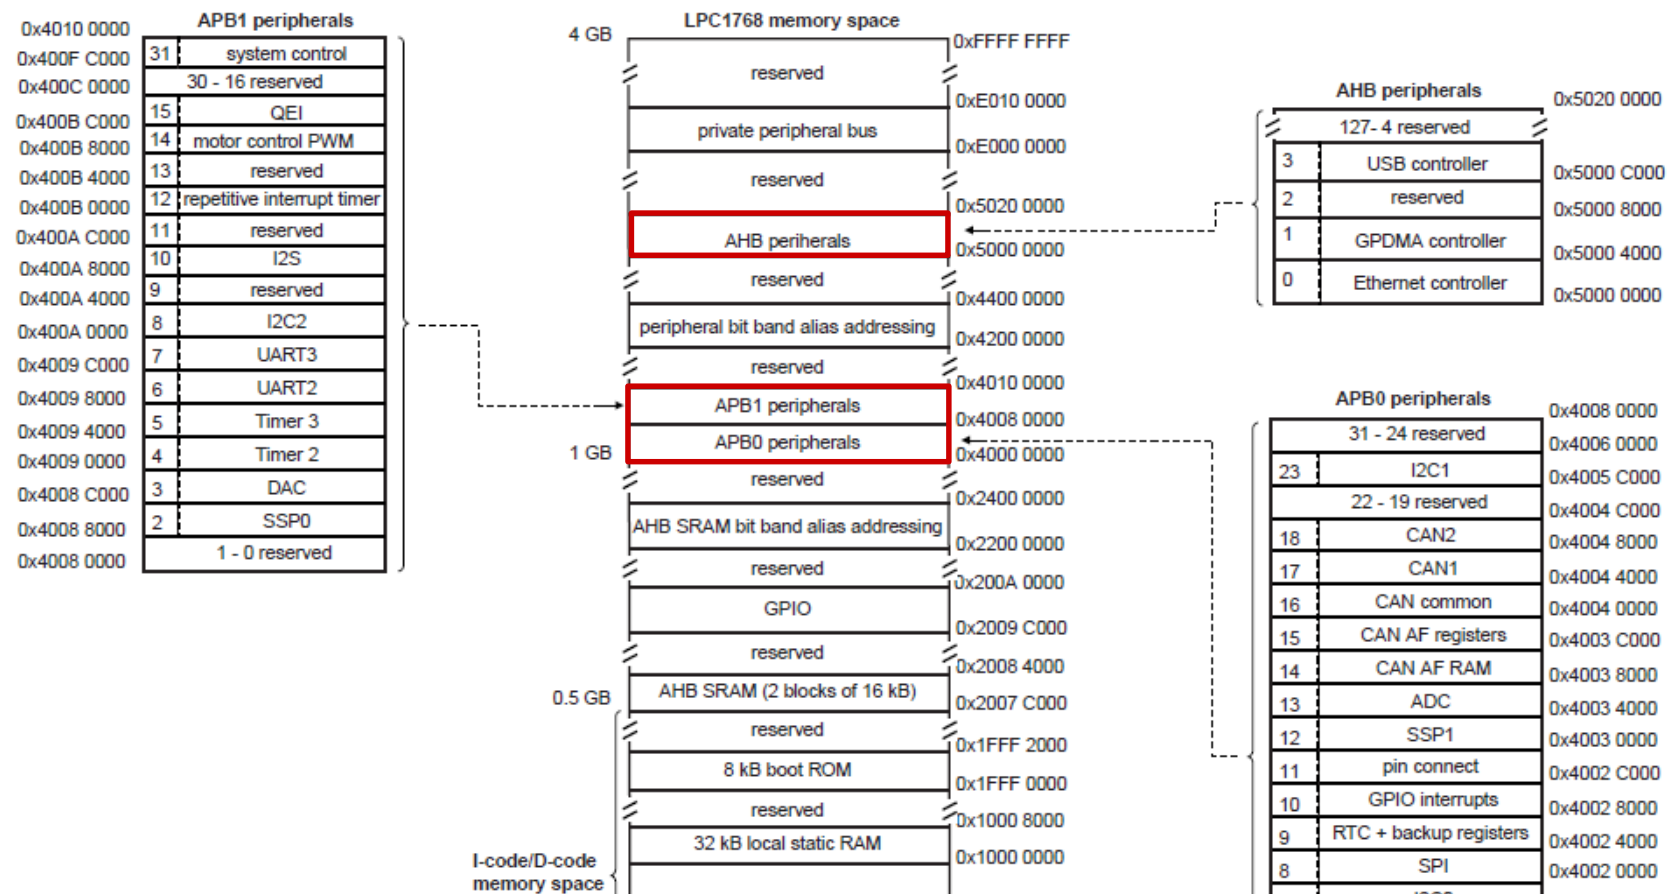 APB1 peripherals
0x4010 0000
31 system control
0x400F C000
30 - 16 reserved
0x400C 0000
15 QEI
0x400B C000
14 motor control PWM
0x400B 8000
13 reserved
0x400B 4000
12 repetitive interrupt timer
0x400B 0000
11 reserved
0x400A C000
10 I2S
0x400A 8000
9 reserved
0x400A 4000
8 I2C2
0x400A 0000
7 UART3
0x4009 C000
6 UART2
0x4009 8000
5 Timer 3
0x4009 4000
4 Timer 2
0x4009 0000
3 DAC
0x4008 C000
2 SSP0
0x4008 8000
1 - 0 reserved
0x4008 0000
LPC1768 memory space
4 GB
0xFFFF FFFF
reserved
0xE010 0000
private peripheral bus
0xE000 0000
reserved
0x5020 0000
AHB periherals
0x5000 0000
reserved
0x4400 0000
peripheral bit band alias addressing
0x4200 0000
reserved
0x4010 0000
APB1 peripherals
0x4008 0000
APB0 peripherals
1 GB
0x4000 0000
reserved
0x2400 0000
AHB SRAM bit band alias addressing
0x2200 0000
reserved
0x200A 0000
GPIO
0x2009 C000
reserved
0x2008 4000
AHB SRAM (2 blocks of 16 kB)
0.5 GB
0x2007 C000
reserved
0x1FFF 2000
8 kB boot ROM
0x1FFF 0000
reserved
0x1000 8000
32 kB local static RAM
0x1000 0000
I-code/D-code
memory space
AHB peripherals
0x5020 0000
127- 4 reserved
3 USB controller
0x5000 C000
2 reserved
0x5000 8000
1 GPDMA controller
0x5000 4000
0 Ethernet controller
0x5000 0000
APB0 peripherals
0x4008 0000
31 - 24 reserved
0x4006 0000
23 I2C1
0x4005 C000
22 - 19 reserved
0x4004 C000
18 CAN2
0x4004 8000
17 CAN1
0x4004 4000
16 CAN common
0x4004 0000
15 CAN AF registers
0x4003 C000
14 CAN AF RAM
0x4003 8000
13 ADC
0x4003 4000
12 SSP1
0x4003 0000
11 pin connect
0x4002 C000
10 GPIO interrupts
0x4002 8000
9 RTC + backup registers
0x4002 4000
8 SPI
0x4002 0000